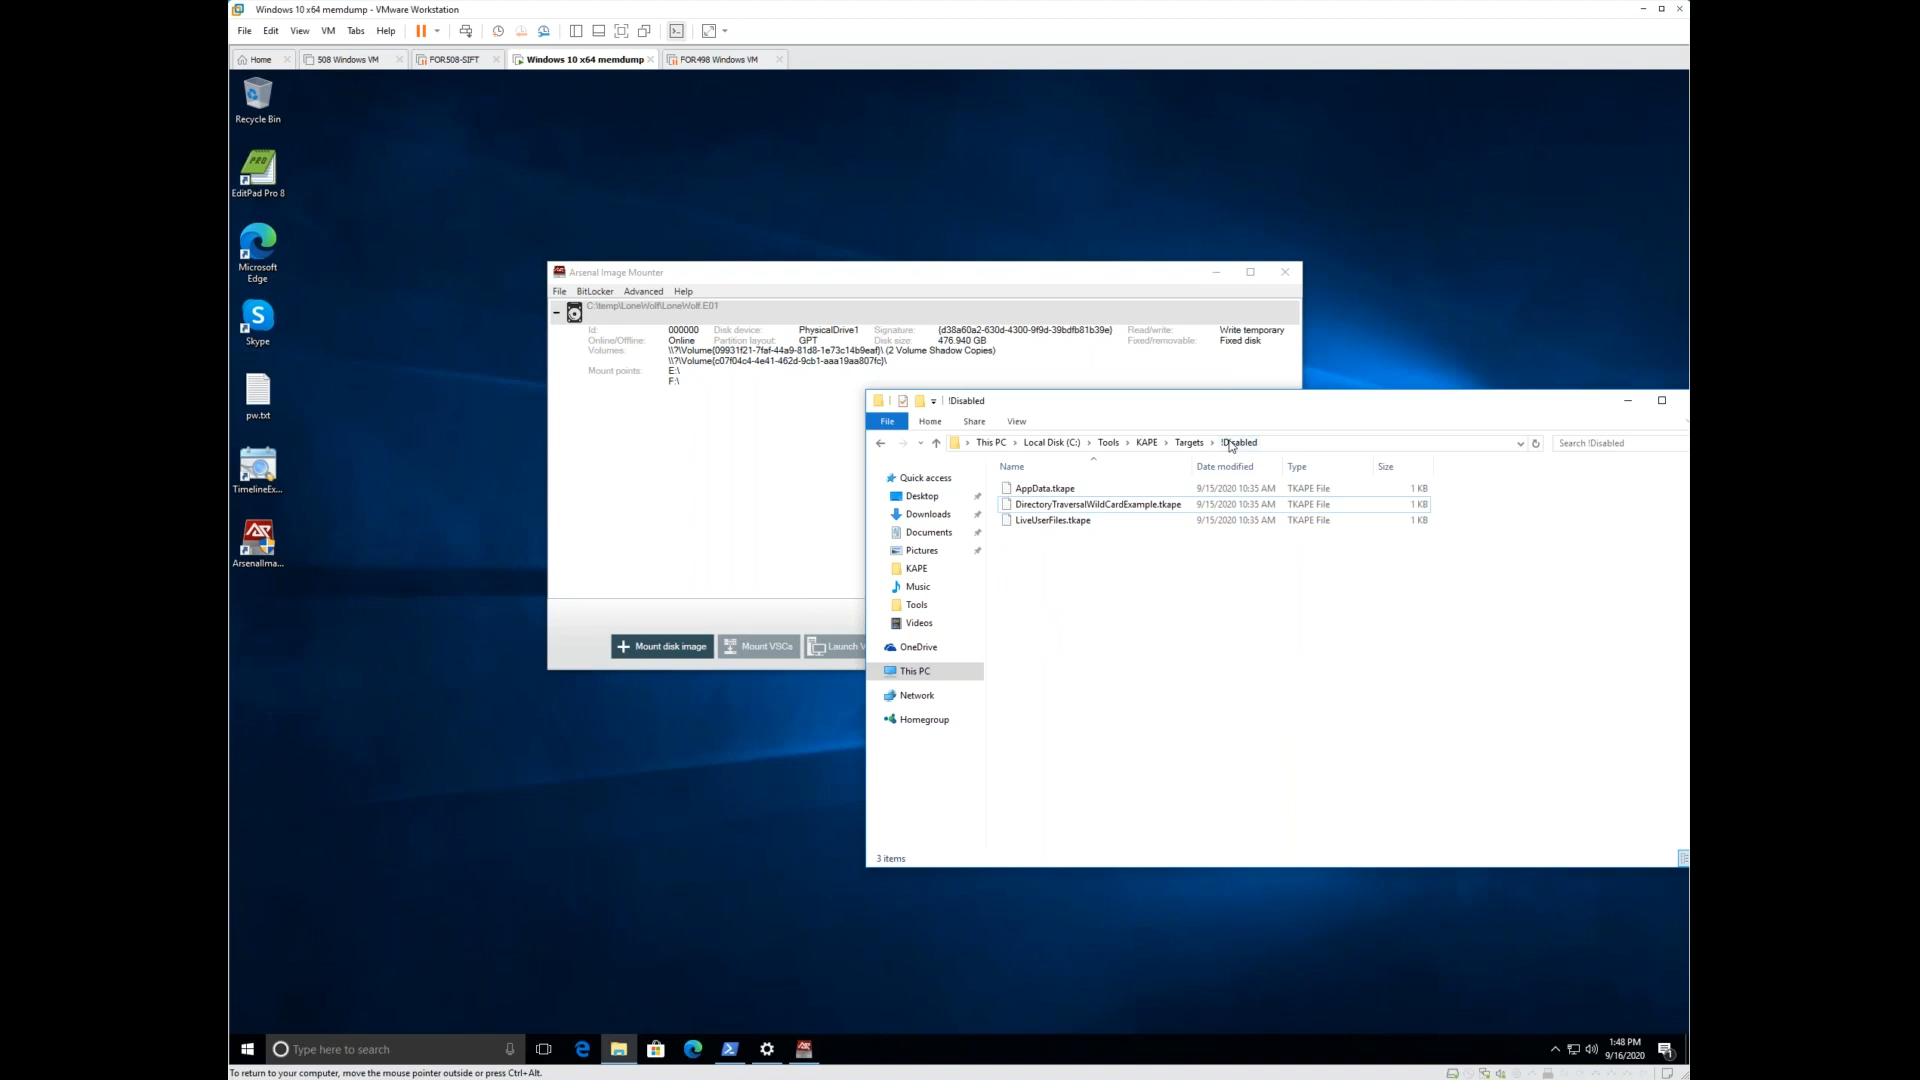 Windows 10 x64 memdump - VMware Workstation
File Edit View VM Tabs Help
Home 508 Windows VM FOR508-SIFT Windows 10 x64 memdump FOR498 Windows VM
Recycle Bin
EditPad Pro 8
Microsoft
Edge
Skype
pw.txt
TimelineEx...
ArsenalIma...
Arsenal Image Mounter
File BitLocker Advanced Help
C:\temp\LoneWolf\LoneWolf.E01
Id: 000000 Disk device: PhysicalDrive1 Signature: {d38a60a2-630d-4300-9f9d-39bdfb81b39e} Read/write: Write temporary
Online/Offline: Online Partition layout: GPT Disk size: 476.940 GB Fixed/removable: Fixed disk
Volumes: \\?\Volume{09931f21-7faf-44a9-81d8-1e73c14b9eaf}\ (2 Volume Shadow Copies)
\\?\Volume{c07f04c4-4e41-462d-9cb1-aaa19aa807fc}\
Mount points: E:\
F:\
Mount disk image Mount VSCs Launch V
!Disabled
File Home Share View
This PC Local Disk (C:) Tools KAPE Targets !Disabled
Search !Disabled
Name Date modified Type Size
AppData.tkape 9/15/2020 10:35 AM TKAPE File 1 KB
DirectoryTraversalWildCardExample.tkape 9/15/2020 10:35 AM TKAPE File 1 KB
LiveUserFiles.tkape 9/15/2020 10:35 AM TKAPE File 1 KB
Quick access
Desktop
Downloads
Documents
Pictures
KAPE
Music
Tools
Videos
OneDrive
This PC
Network
Homegroup
3 items
Type here to search
1:48 PM
9/16/2020
1
To return to your computer, move the mouse pointer outside or press Ctrl+Alt.